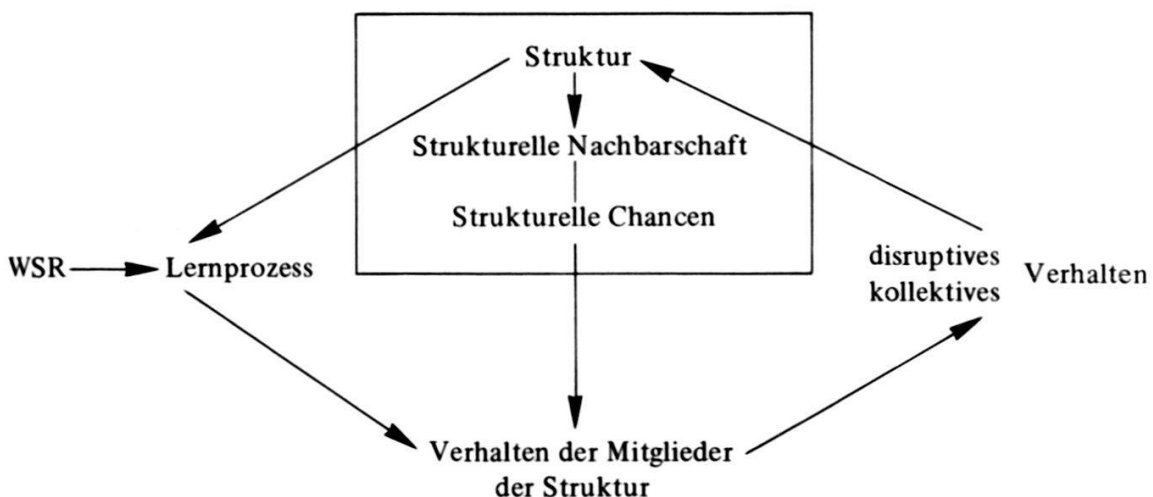 Struktur
Strukturelle Nachbarschaft
Strukturelle Chancen
WSR
Lernprozess
disruptives
kollektives
Verhalten
Verhalten der Mitglieder
der Struktur